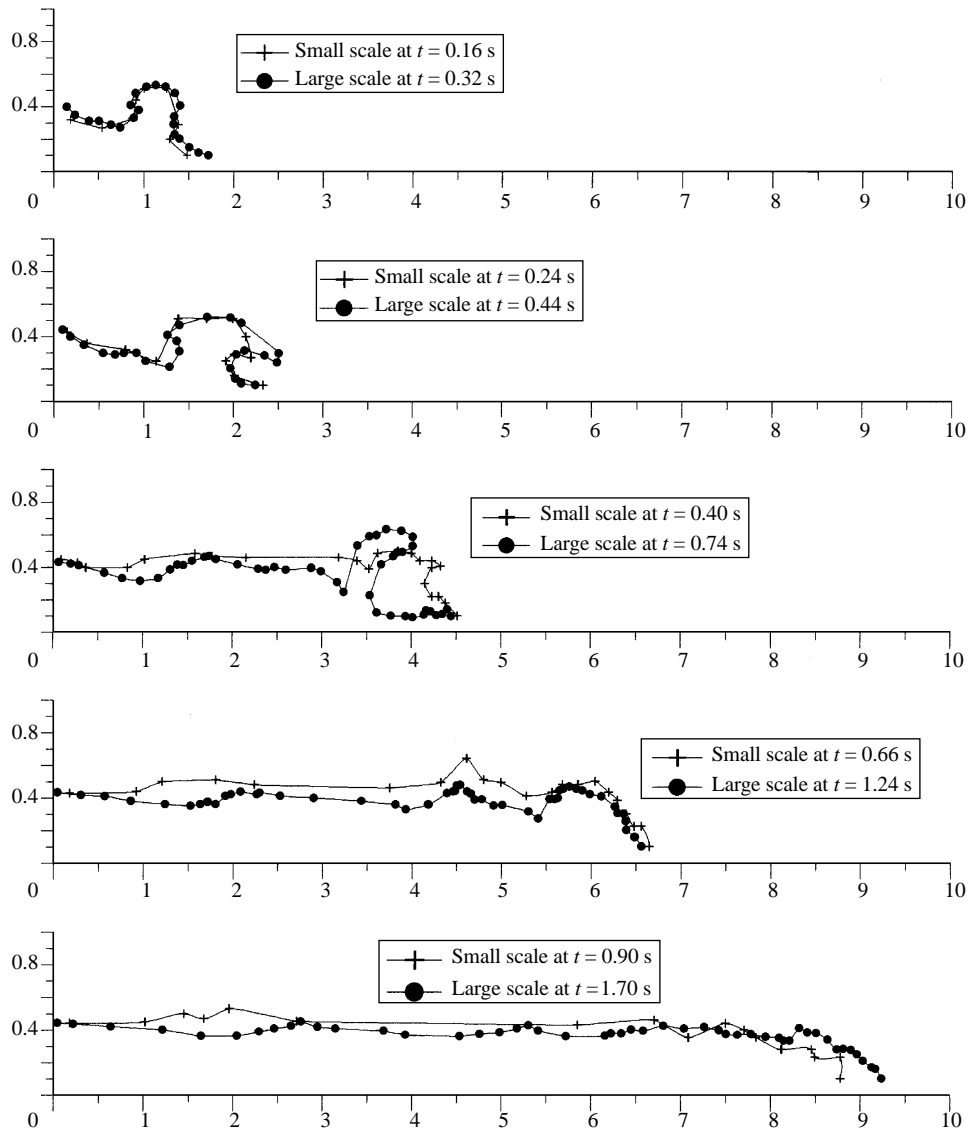 0.8
Small scale at t = 0.16 s
Large scale at t = 0.32 s
0.4
0 1 2 3 4 5 6 7 8 9 10
0.8
Small scale at t = 0.24 s
Large scale at t = 0.44 s
0.4
0 1 2 3 4 5 6 7 8 9 10
0.8
Small scale at t = 0.40 s
Large scale at t = 0.74 s
0.4
0 1 2 3 4 5 6 7 8 9 10
0.8
Small scale at t = 0.66 s
Large scale at t = 1.24 s
0.4
0 1 2 3 4 5 6 7 8 9 10
0.8
Small scale at t = 0.90 s
Large scale at t = 1.70 s
0.4
0 1 2 3 4 5 6 7 8 9 10